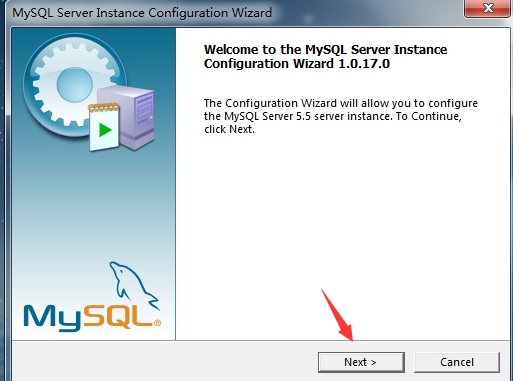 MySQL Server Instance Configuration Wizard
Welcome to the MySQL Server Instance
Configuration Wizard 1.0.17.0
The Configuration Wizard will allow you to configure
the MySQL Server 5.5 server instance. To Continue,
click Next.
MySQL®
Next >
Cancel